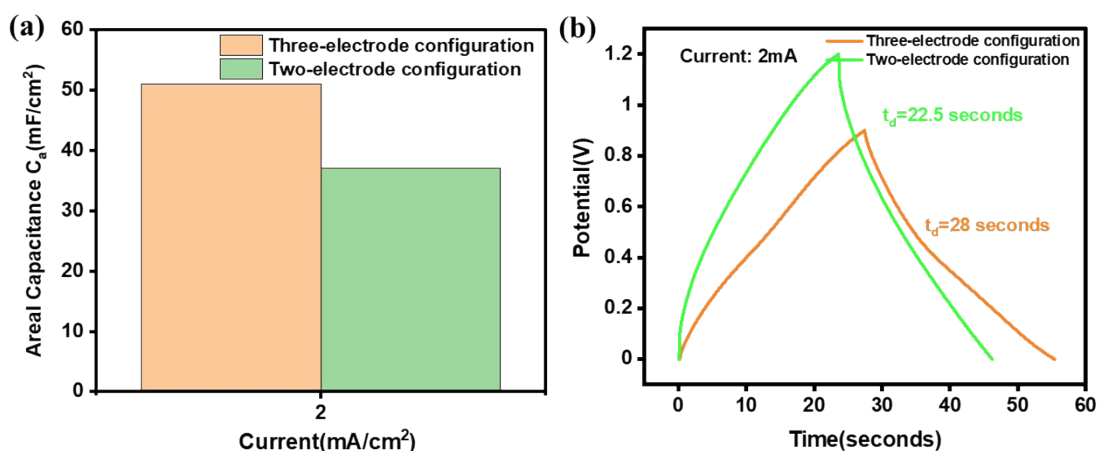 (a)
60
50
40
30
20
10
0
Areal Capacitance Cₐ(mF/cm²)
Three-electrode configuration
Two-electrode configuration
2
Current(mA/cm²)
(b)
1.2
1
0.8
0.6
0.4
0.2
0
Potential(V)
Current: 2mA
Three-electrode configuration
Two-electrode configuration
t_d=22.5 seconds
t_d=28 seconds
0 10 20 30 40 50 60
Time(seconds)